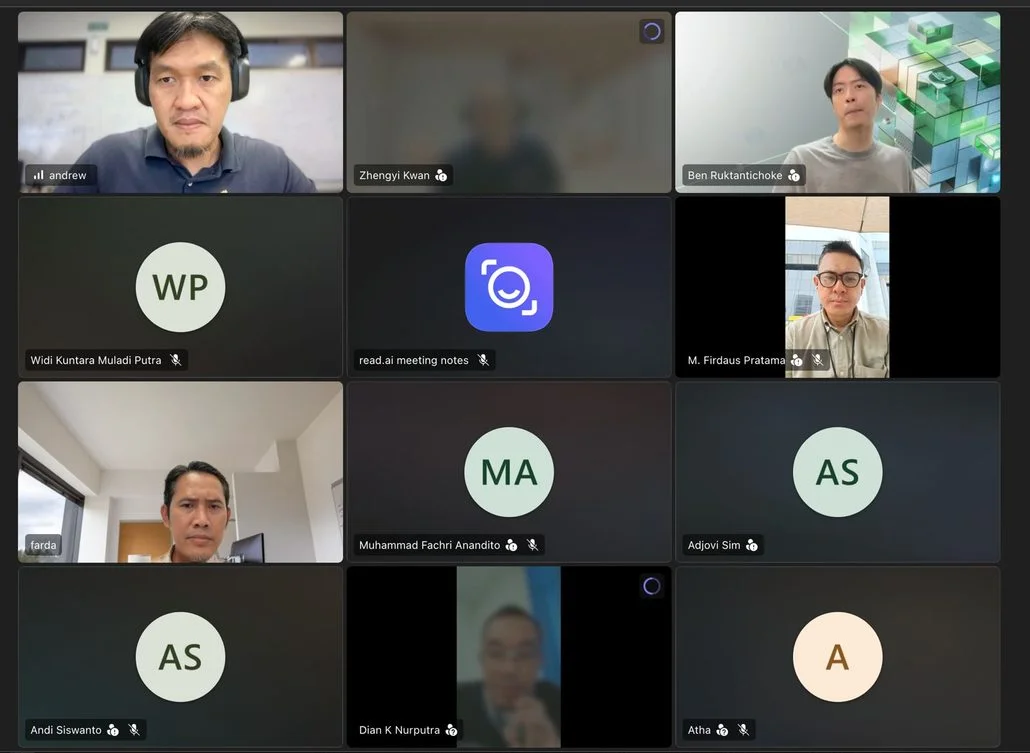 andrew
Zhengyi Kwan
Ben Ruktantichoke
WP
Widi Kuntara Muladi Putra
read.ai meeting notes
M. Firdaus Pratama
farda
MA
Muhammad Fachri Anandito
AS
Adjovi Sim
AS
Andi Siswanto
Dian K Nurputra
A
Atha